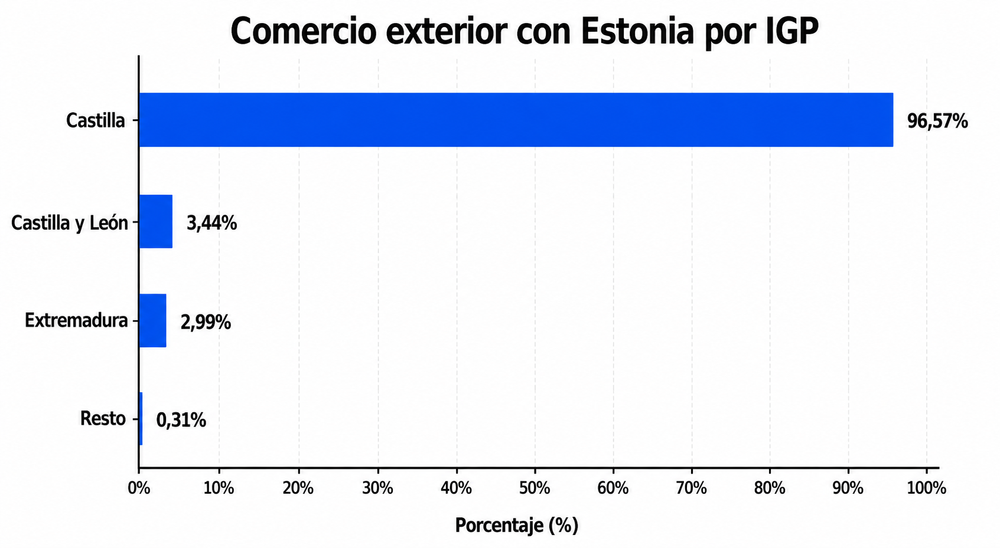 Comercio exterior con Estonia por IGP
Castilla
96,57%
Castilla y León
3,44%
Extremadura
2,99%
Resto
0,31%
0% 10% 20% 30% 40% 50% 60% 70% 80% 90% 100%
Porcentaje (%)